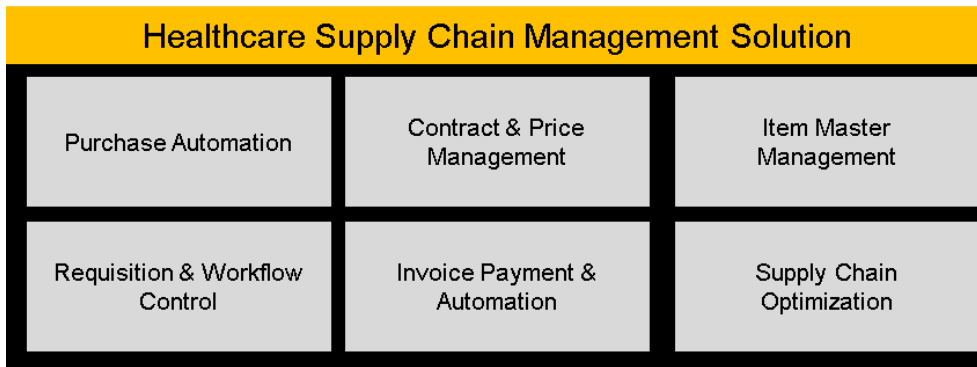 Healthcare Supply Chain Management Solution
Purchase Automation
Contract & Price
Management
Item Master
Management
Requisition & Workflow
Control
Invoice Payment &
Automation
Supply Chain
Optimization